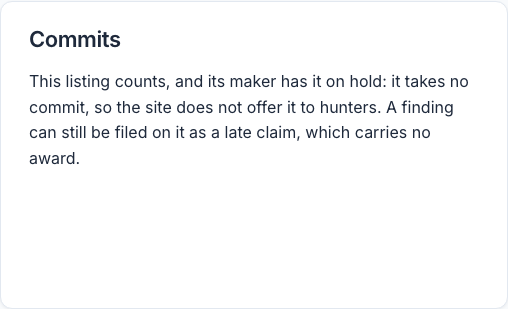 Commits
This listing counts, and its maker has it on hold: it takes no
commit, so the site does not offer it to hunters. A finding
can still be filed on it as a late claim, which carries no
award.